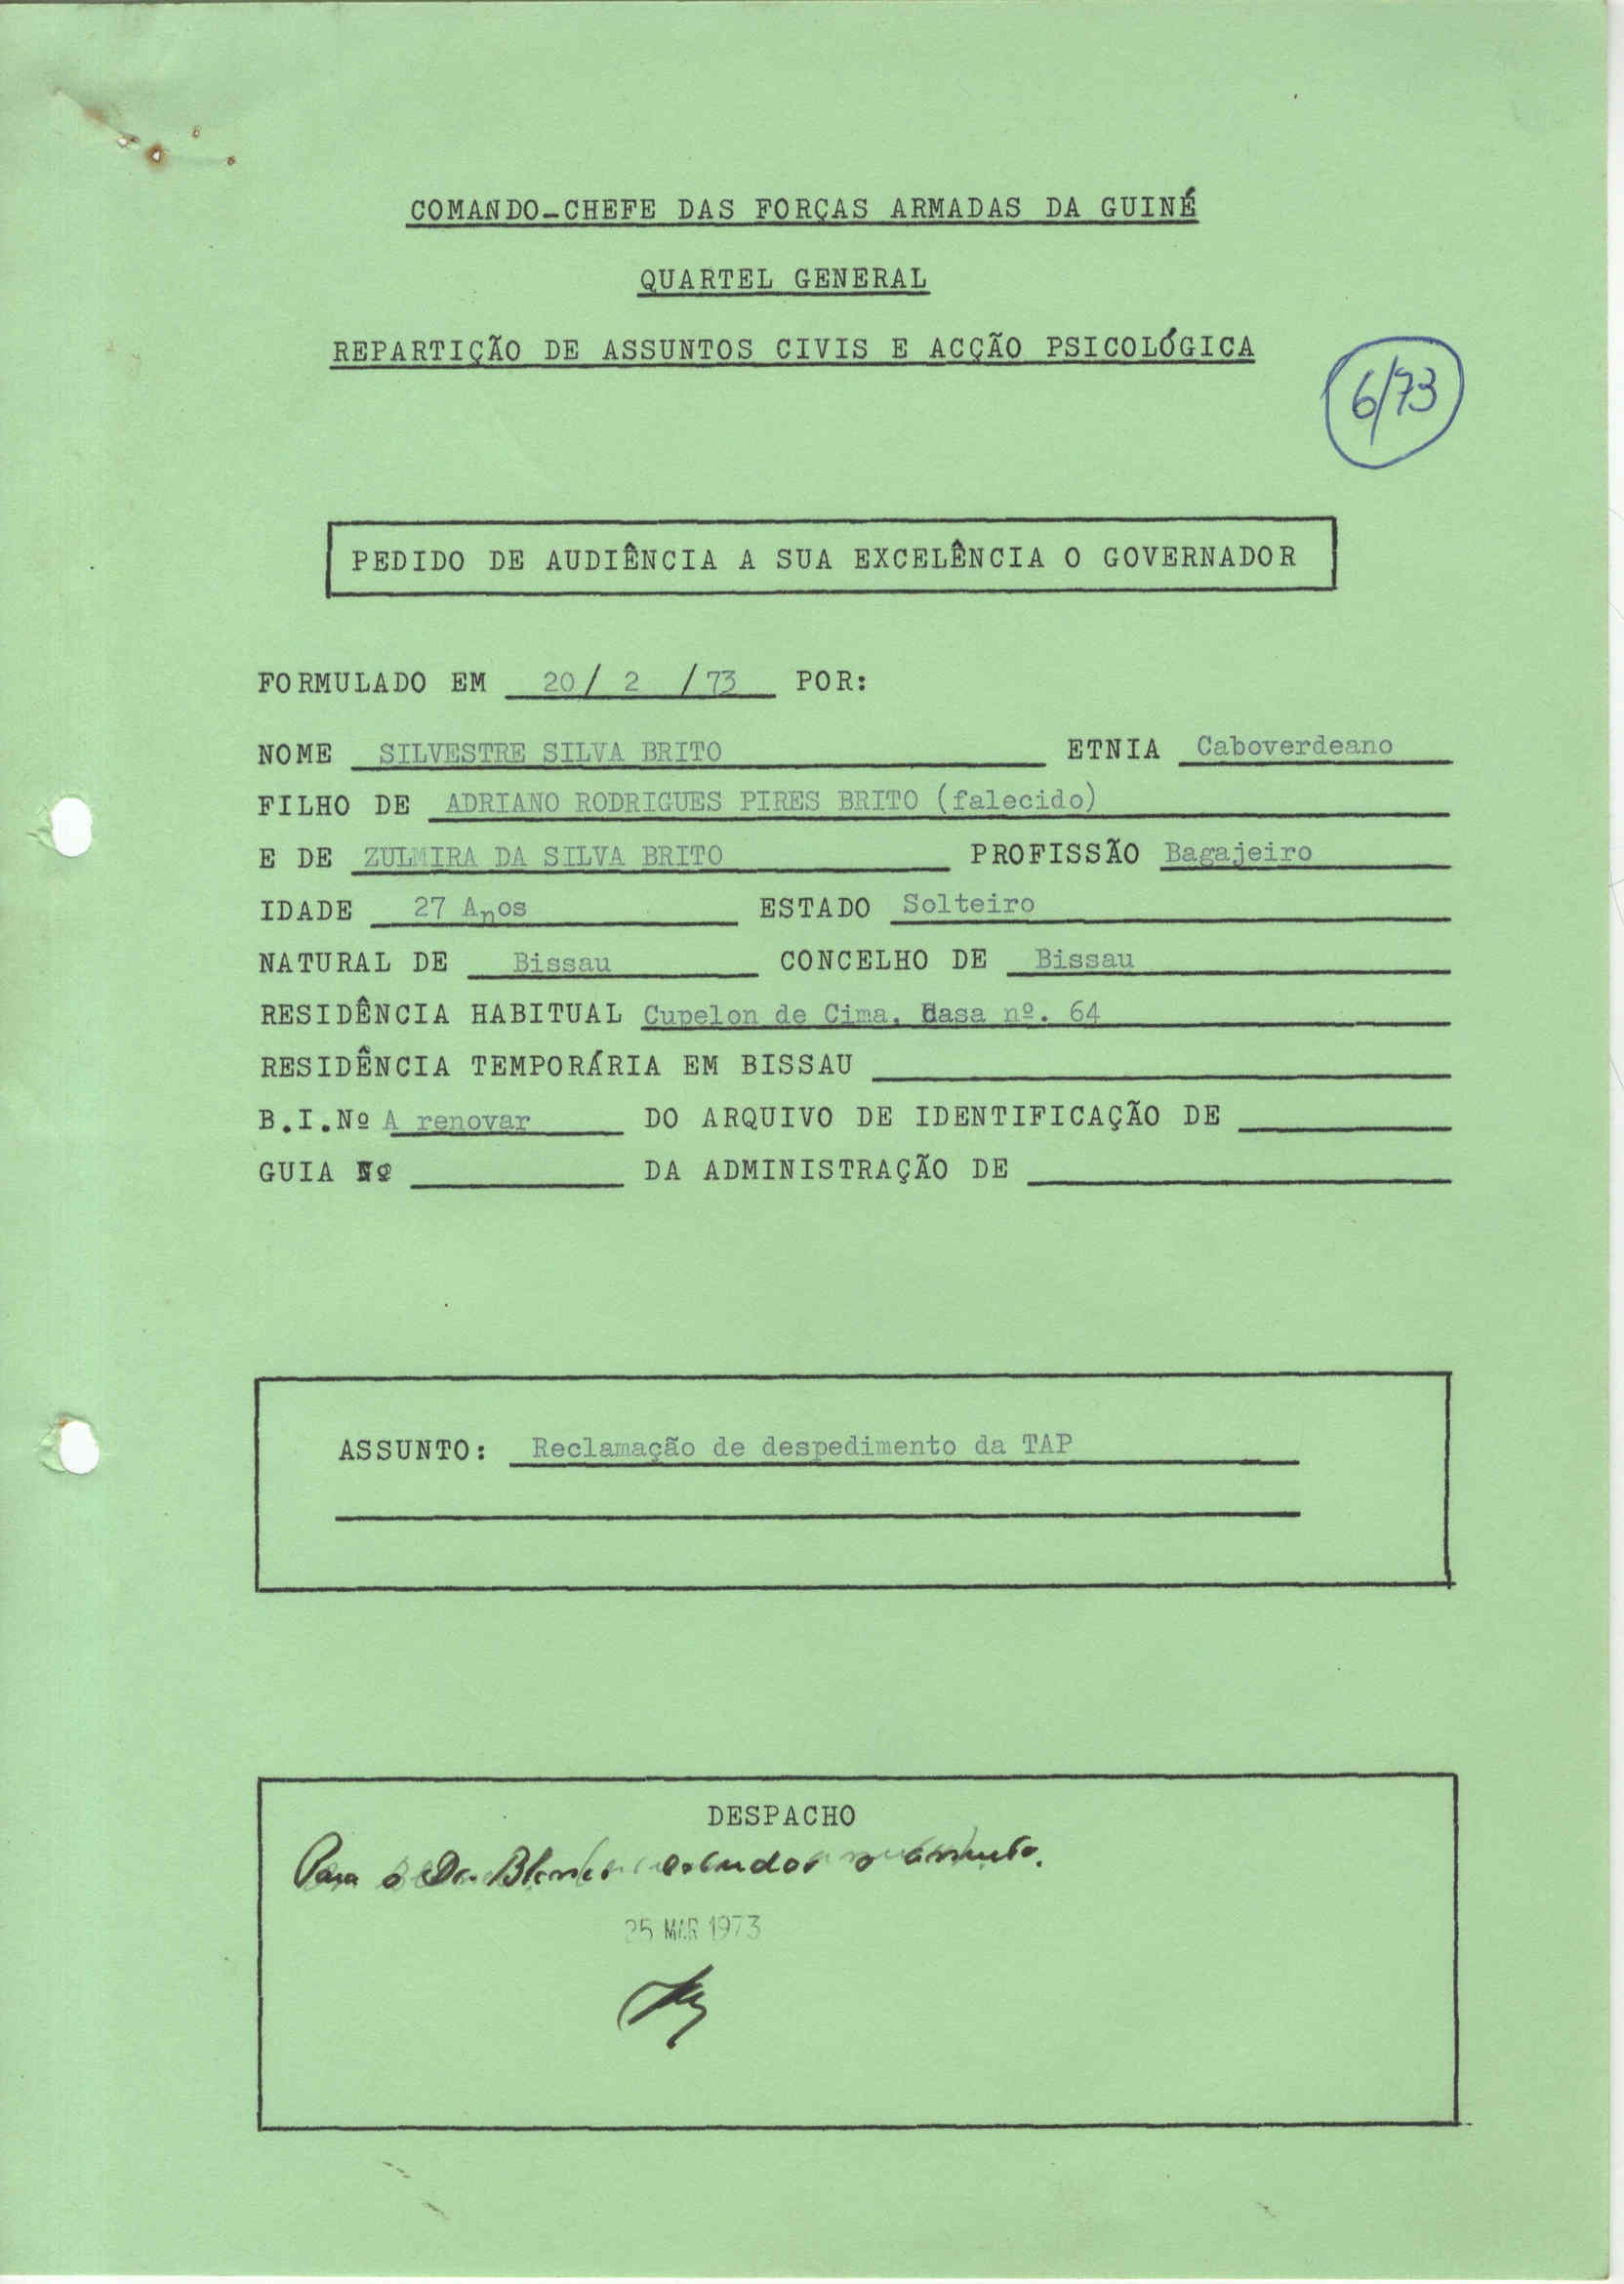 COMANDO-CHEFE DAS FORÇAS ARMADAS DA GUINÉ
QUARTEL GENERAL
REPARTIÇÃO DE ASSUNTOS CIVIS E ACÇÃO PSICOLÓGICA
6/73
PEDIDO DE AUDIÊNCIA A SUA EXCELÊNCIA O GOVERNADOR
FORMULADO EM 20/ 2 /73 POR:
NOME SILVESTRE SILVA BRITO ETNIA Caboverdeano
FILHO DE ADRIANO RODRIGUES PIRES BRITO (falecido)
E DE ZULMIRA DA SILVA BRITO PROFISSÃO Bagajeiro
IDADE 27 Anos ESTADO Solteiro
NATURAL DE Bissau CONCELHO DE Bissau
RESIDÊNCIA HABITUAL Cupelon de Cima. Casa nº. 64
RESIDÊNCIA TEMPORÁRIA EM BISSAU
B.I.Nº A renovar DO ARQUIVO DE IDENTIFICAÇÃO DE
GUIA Nº DA ADMINISTRAÇÃO DE
ASSUNTO: Reclamação de despedimento da TAP
DESPACHO
Para o Dr. estudar o assunto.
25 MAR 1973